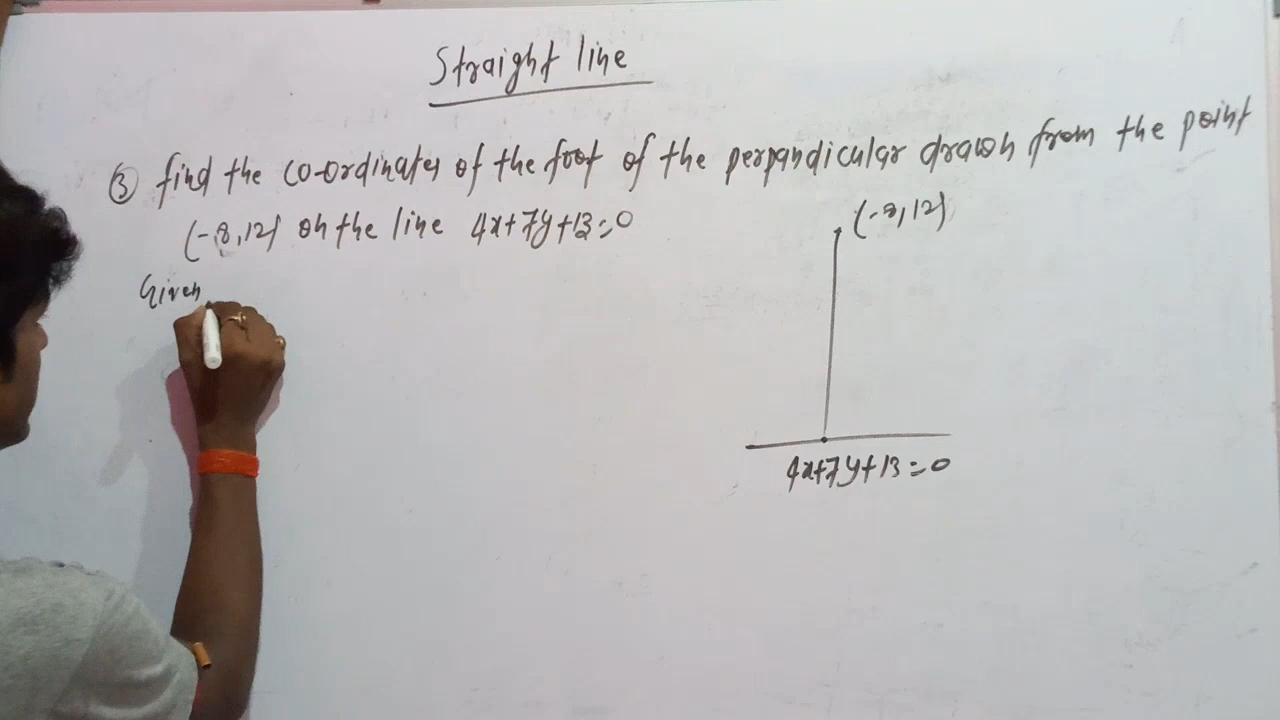 Straight line
③ find the co-ordinates of the foot of the perpandicular drawn from the point
(-8,12) on the line 4x+7y+13=0
(-8,12)
Given
4x+7y+13=0